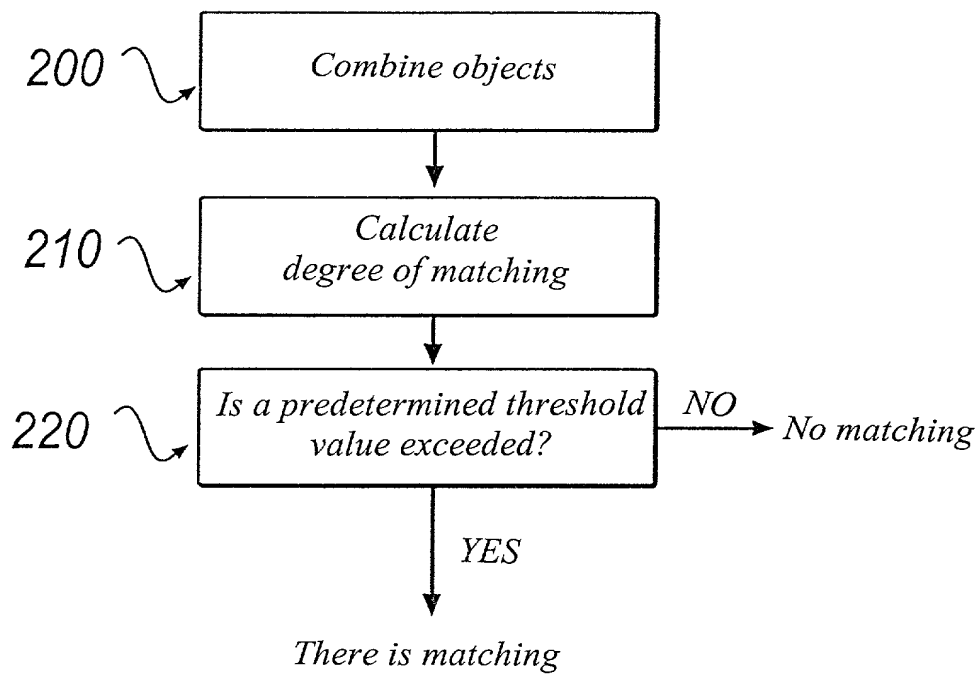 200
Combine objects
210
Calculate
degree of matching
220
Is a predetermined threshold
value exceeded?
NO
No matching
YES
There is matching